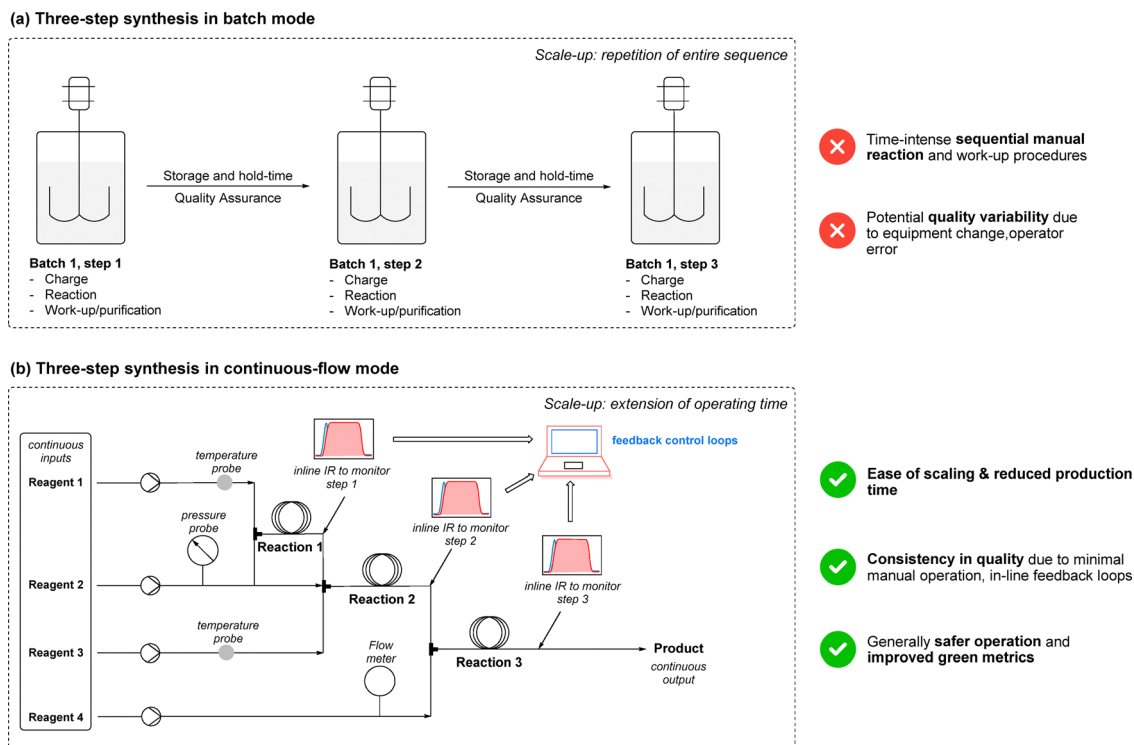 (a) Three-step synthesis in batch mode
Scale-up: repetition of entire sequence
Storage and hold-time
Quality Assurance
Storage and hold-time
Quality Assurance
Batch 1, step 1
- Charge
- Reaction
- Work-up/purification
Batch 1, step 2
- Charge
- Reaction
- Work-up/purification
Batch 1, step 3
- Charge
- Reaction
- Work-up/purification
Time-intense sequential manual
reaction and work-up procedures
Potential quality variability due
to equipment change,operator
error
(b) Three-step synthesis in continuous-flow mode
Scale-up: extension of operating time
continuous
inputs
Reagent 1
Reagent 2
Reagent 3
Reagent 4
temperature
probe
pressure
probe
temperature
probe
Flow
meter
Reaction 1
Reaction 2
Reaction 3
inline IR to monitor
step 1
inline IR to monitor
step 2
inline IR to monitor
step 3
feedback control loops
Product
continuous
output
Ease of scaling & reduced production
time
Consistency in quality due to minimal
manual operation, in-line feedback loops
Generally safer operation and
improved green metrics